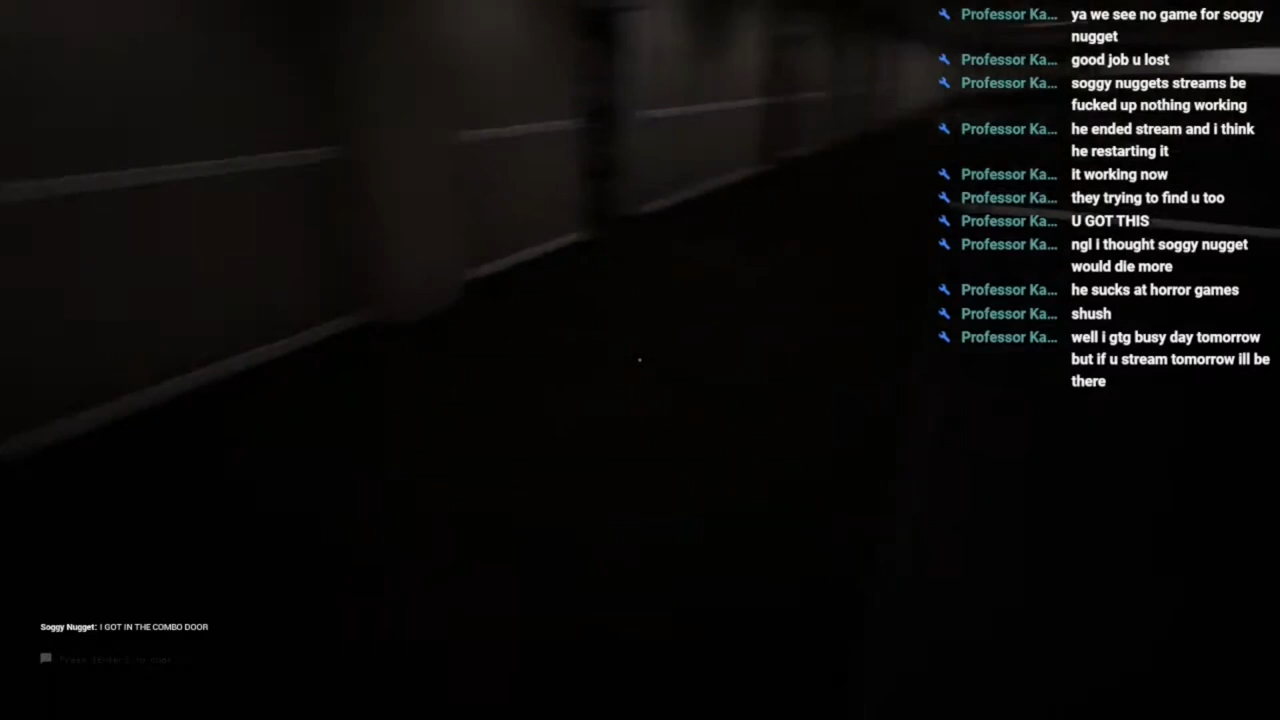 Professor Ka... ya we see no game for soggy
nugget
Professor Ka... good job u lost
Professor Ka... soggy nuggets streams be
fucked up nothing working
Professor Ka... he ended stream and i think
he restarting it
Professor Ka... it working now
Professor Ka... they trying to find u too
Professor Ka... U GOT THIS
Professor Ka... ngl i thought soggy nugget
would die more
Professor Ka... he sucks at horror games
Professor Ka... shush
Professor Ka... well i gtg busy day tomorrow
but if u stream tomorrow ill be
there
Soggy Nugget: I GOT IN THE COMBO DOOR